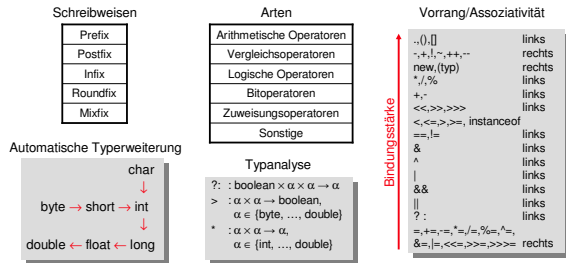 Schreibweisen
Prefix
Postfix
Infix
Roundfix
Mixfix
Automatische Typerweiterung
char
↓
byte → short → int
↓
double ← float ← long
Arten
Arithmetische Operatoren
Vergleichsoperatoren
Logische Operatoren
Bitoperatoren
Zuweisungsoperatoren
Sonstige
Typanalyse
?: : boolean × α × α → α
> : α × α → boolean,
α ∈ {byte, …, double}
* : α × α → α,
α ∈ {int, …, double}
Vorrang/Assoziativität
Bindungsstärke
.,(),[] links
-,+,!,~,++,-- rechts
new,(typ) rechts
*,/,% links
+,- links
<<,>>,>>> links
<,<=,>,>=, instanceof
==,!= links
& links
^ links
| links
&& links
|| links
? : links
=,+=,-=,*=,/=,%=,^=,
&=,|=,<<=,>>=,>>>= rechts